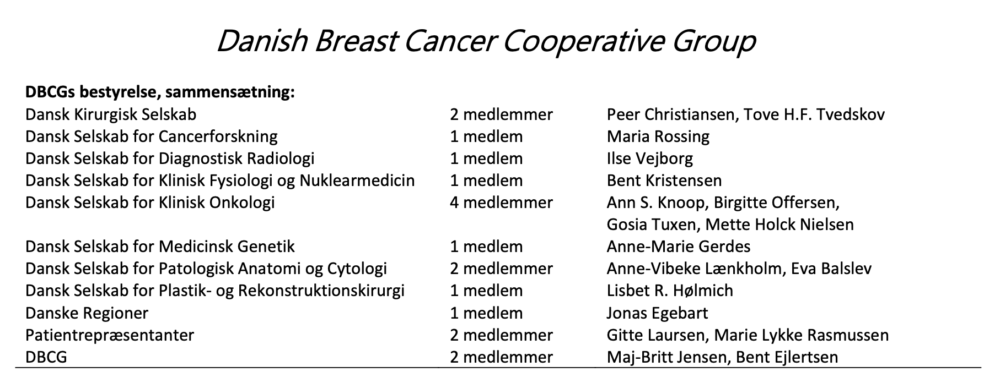 Danish Breast Cancer Cooperative Group
DBCGs bestyrelse, sammensætning:
Dansk Kirurgisk Selskab 2 medlemmer Peer Christiansen, Tove H.F. Tvedskov
Dansk Selskab for Cancerforskning 1 medlem Maria Rossing
Dansk Selskab for Diagnostisk Radiologi 1 medlem Ilse Vejborg
Dansk Selskab for Klinisk Fysiologi og Nuklearmedicin 1 medlem Bent Kristensen
Dansk Selskab for Klinisk Onkologi 4 medlemmer Ann S. Knoop, Birgitte Offersen,
Gosia Tuxen, Mette Holck Nielsen
Dansk Selskab for Medicinsk Genetik 1 medlem Anne-Marie Gerdes
Dansk Selskab for Patologisk Anatomi og Cytologi 2 medlemmer Anne-Vibeke Lænkholm, Eva Balslev
Dansk Selskab for Plastik- og Rekonstruktionskirurgi 1 medlem Lisbet R. Hølmich
Danske Regioner 1 medlem Jonas Egebart
Patientrepræsentanter 2 medlemmer Gitte Laursen, Marie Lykke Rasmussen
DBCG 2 medlemmer Maj-Britt Jensen, Bent Ejlertsen